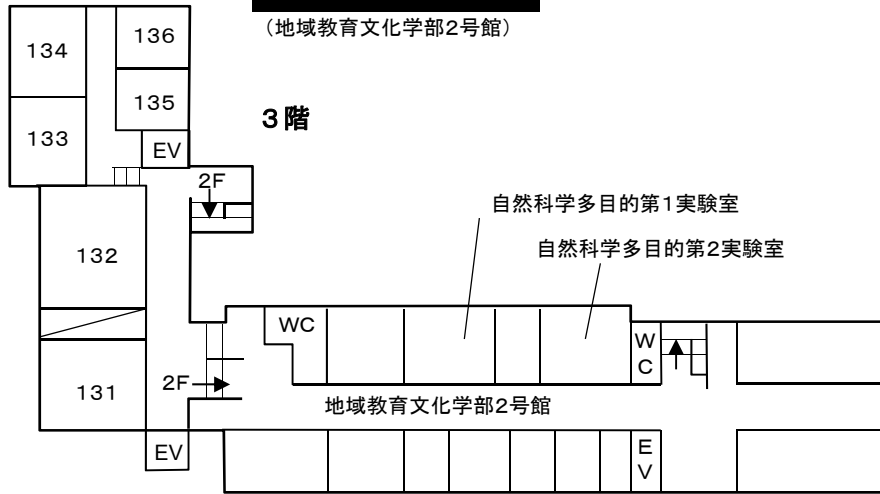 （地域教育文化学部2号館）
134
136
135
133
3階
EV
2F
自然科学多目的第1実験室
自然科学多目的第2実験室
132
WC
WC
131
2F
地域教育文化学部2号館
EV
EV